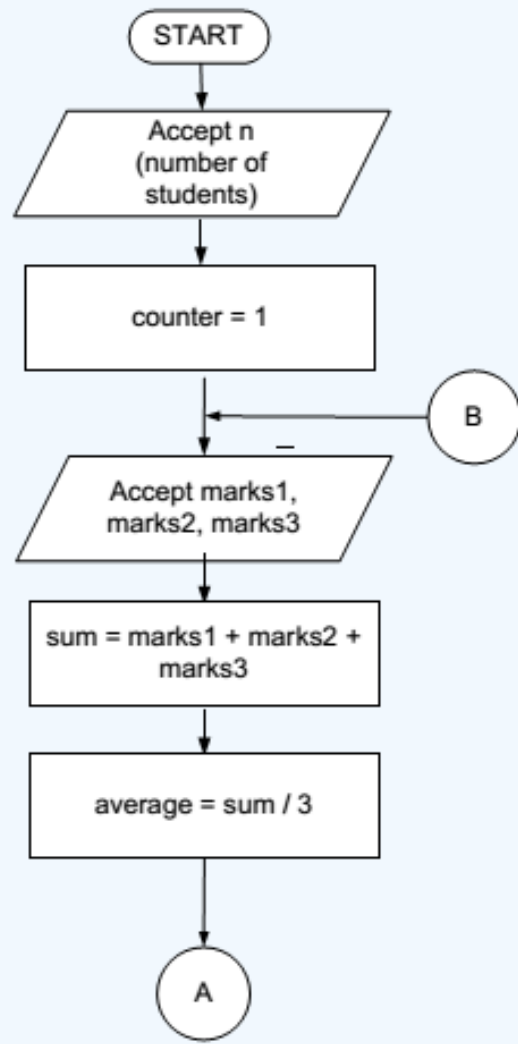 START
Accept n
(number of
students)
counter = 1
B
Accept marks1,
marks2, marks3
sum = marks1 + marks2 +
marks3
average = sum / 3
A